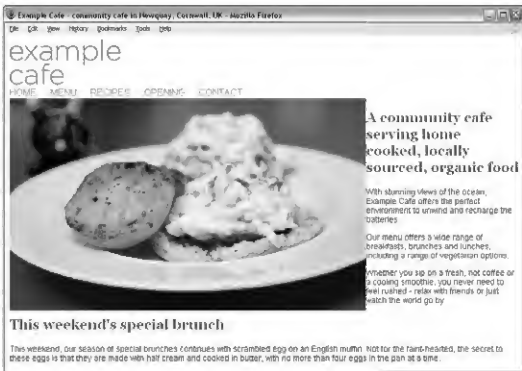 Example Cafe - community cafe in Newquay, Cornwall, UK - Mozilla Firefox
File Edit View History Bookmarks Tools Help
example
cafe
HOME MENU RECIPES OPENING CONTACT
A community cafe
serving home
cooked, locally
sourced, organic food
With stunning views of the ocean,
Example Cafe offers the perfect
environment to unwind and recharge the
batteries.
Our menu offers a wide range of
breakfasts, brunches and lunches,
including a range of vegetarian options.
Whether you sip on a fresh, hot coffee or
a cooling smoothie, you never need to
feel rushed - relax with friends or just
watch the world go by.
This weekend's special brunch
This weekend, our season of special brunches continues with scrambled egg on an English muffin. Not for the faint-hearted, the secret to
these eggs is that they are made with half cream and cooked in butter, with no more than four eggs in the pan at a time.